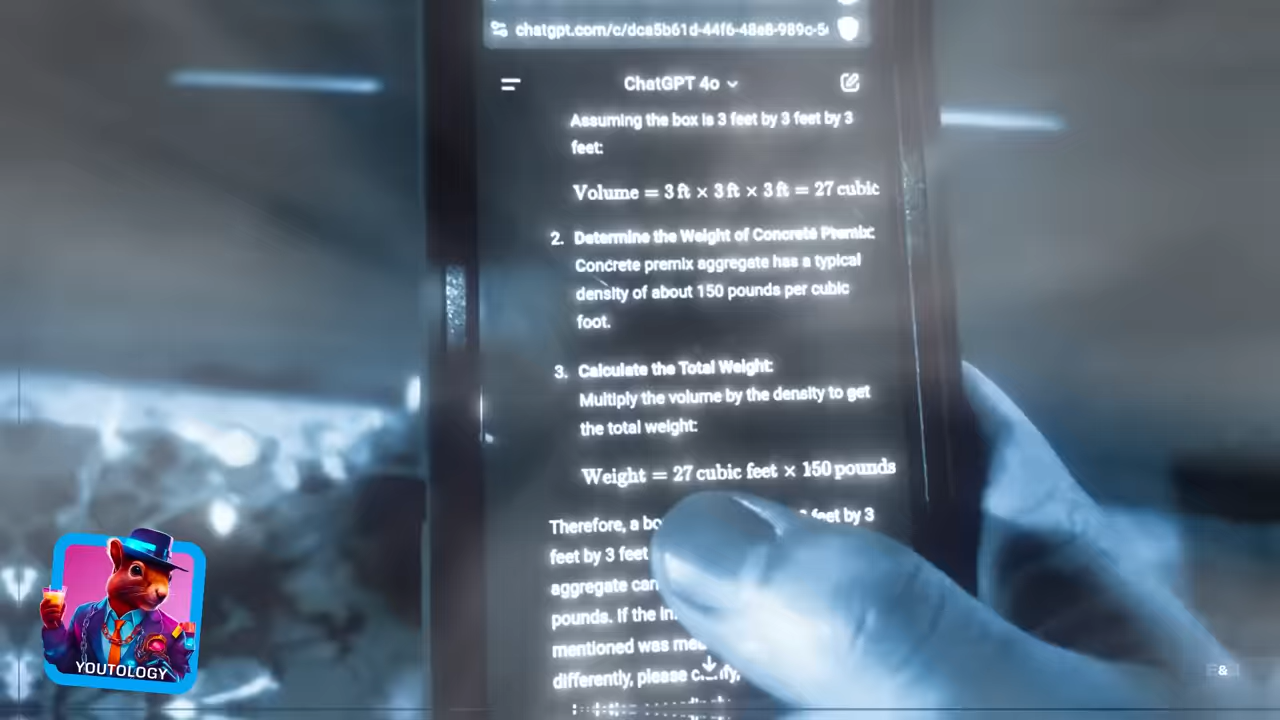 chatgpt.com/c/dca5b61d-44f6-48a8-989c-5
ChatGPT 4o
Assuming the box is 3 feet by 3 feet by 3
feet:
Volume = 3 ft × 3 ft × 3 ft = 27 cubic
2. Determine the Weight of Concrete Premix:
Concrete premix aggregate has a typical
density of about 150 pounds per cubic
foot.
3. Calculate the Total Weight:
Multiply the volume by the density to get
the total weight:
Weight = 27 cubic feet × 150 pounds
Therefore, a feet by 3
feet by 3 feet
aggregate can
pounds. If the
mentioned was
differently, please
YOUTOLOGY
&